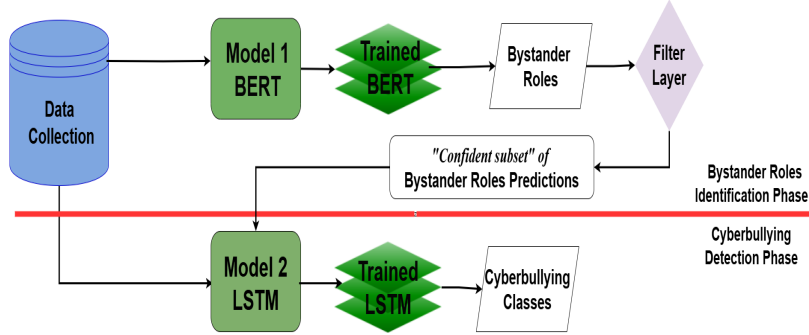 Data
Collection
Model 1
BERT
Trained
BERT
Bystander
Roles
Filter
Layer
"Confident subset" of
Bystander Roles Predictions
Bystander Roles
Identification Phase
Cyberbullying
Detection Phase
Model 2
LSTM
Trained
LSTM
Cyberbullying
Classes